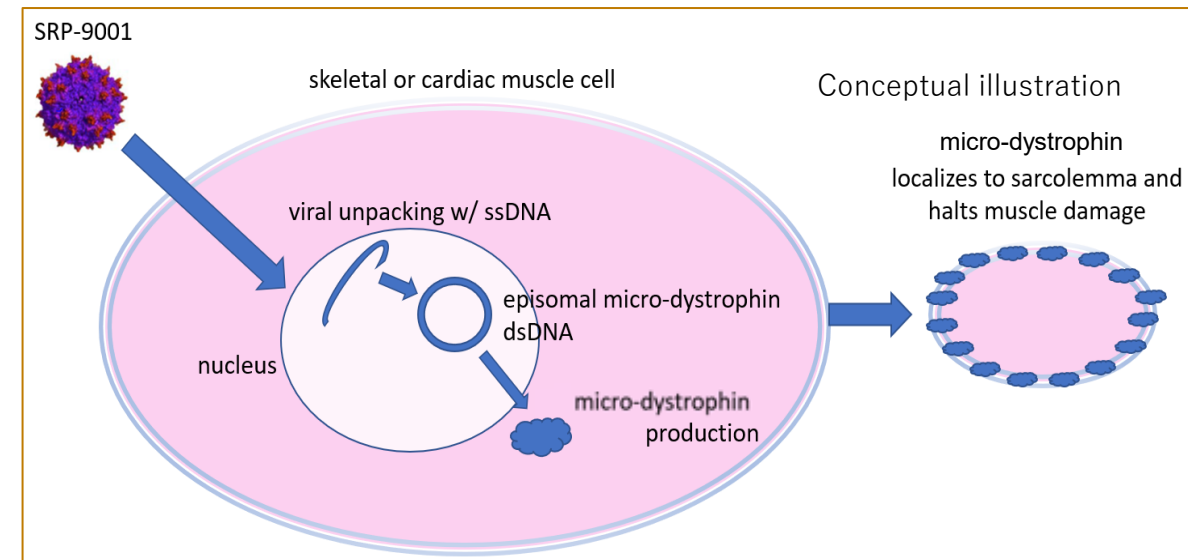 SRP-9001
skeletal or cardiac muscle cell
Conceptual illustration
micro-dystrophin
localizes to sarcolemma and
halts muscle damage
viral unpacking w/ ssDNA
episomal micro-dystrophin
dsDNA
nucleus
micro-dystrophin
production